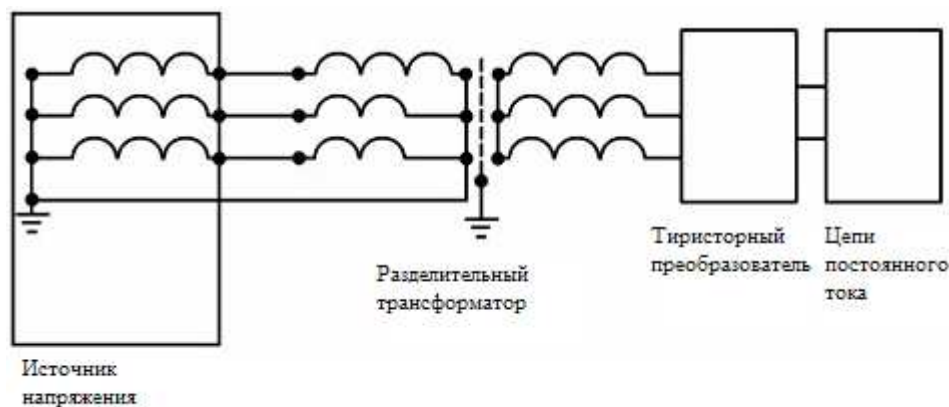 Тиристорный
преобразователь
Цепи
постоянного
тока
Разделительный
трансформатор
Источник
напряжения